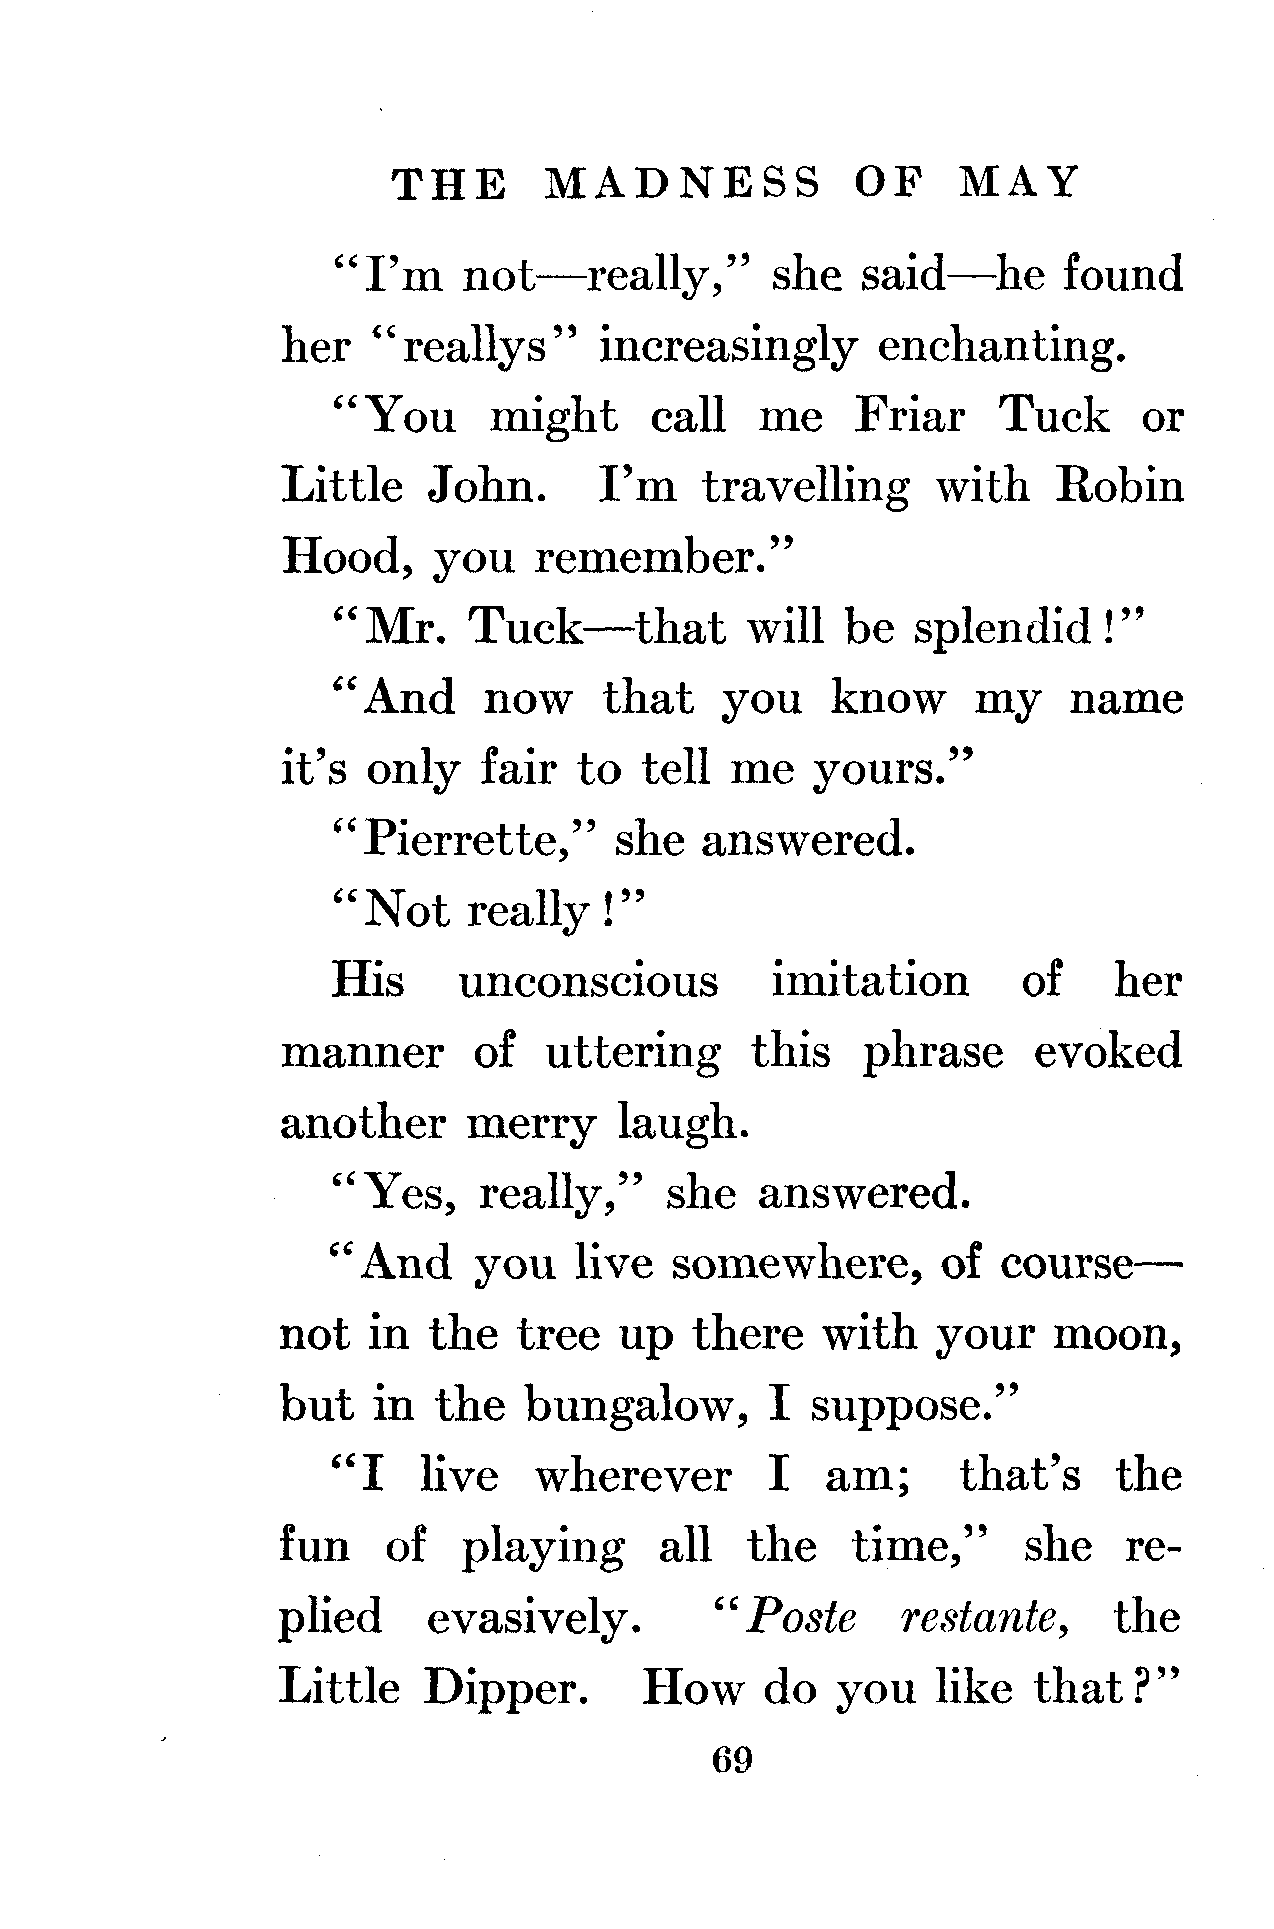 THE MADNESS OF MAY
“I’m not—really,” she said—he found
her “reallys” increasingly enchanting.
“You might call me Friar Tuck or
Little John. I’m travelling with Robin
Hood, you remember.”
“Mr. Tuck—that will be splendid!”
“And now that you know my name
it’s only fair to tell me yours.”
“Pierrette,” she answered.
“Not really!”
His unconscious imitation of her
manner of uttering this phrase evoked
another merry laugh.
“Yes, really,” she answered.
“And you live somewhere, of course—
not in the tree up there with your moon,
but in the bungalow, I suppose.”
“I live wherever I am; that’s the
fun of playing all the time,” she re-
plied evasively. “Poste restante, the
Little Dipper. How do you like that?”
69